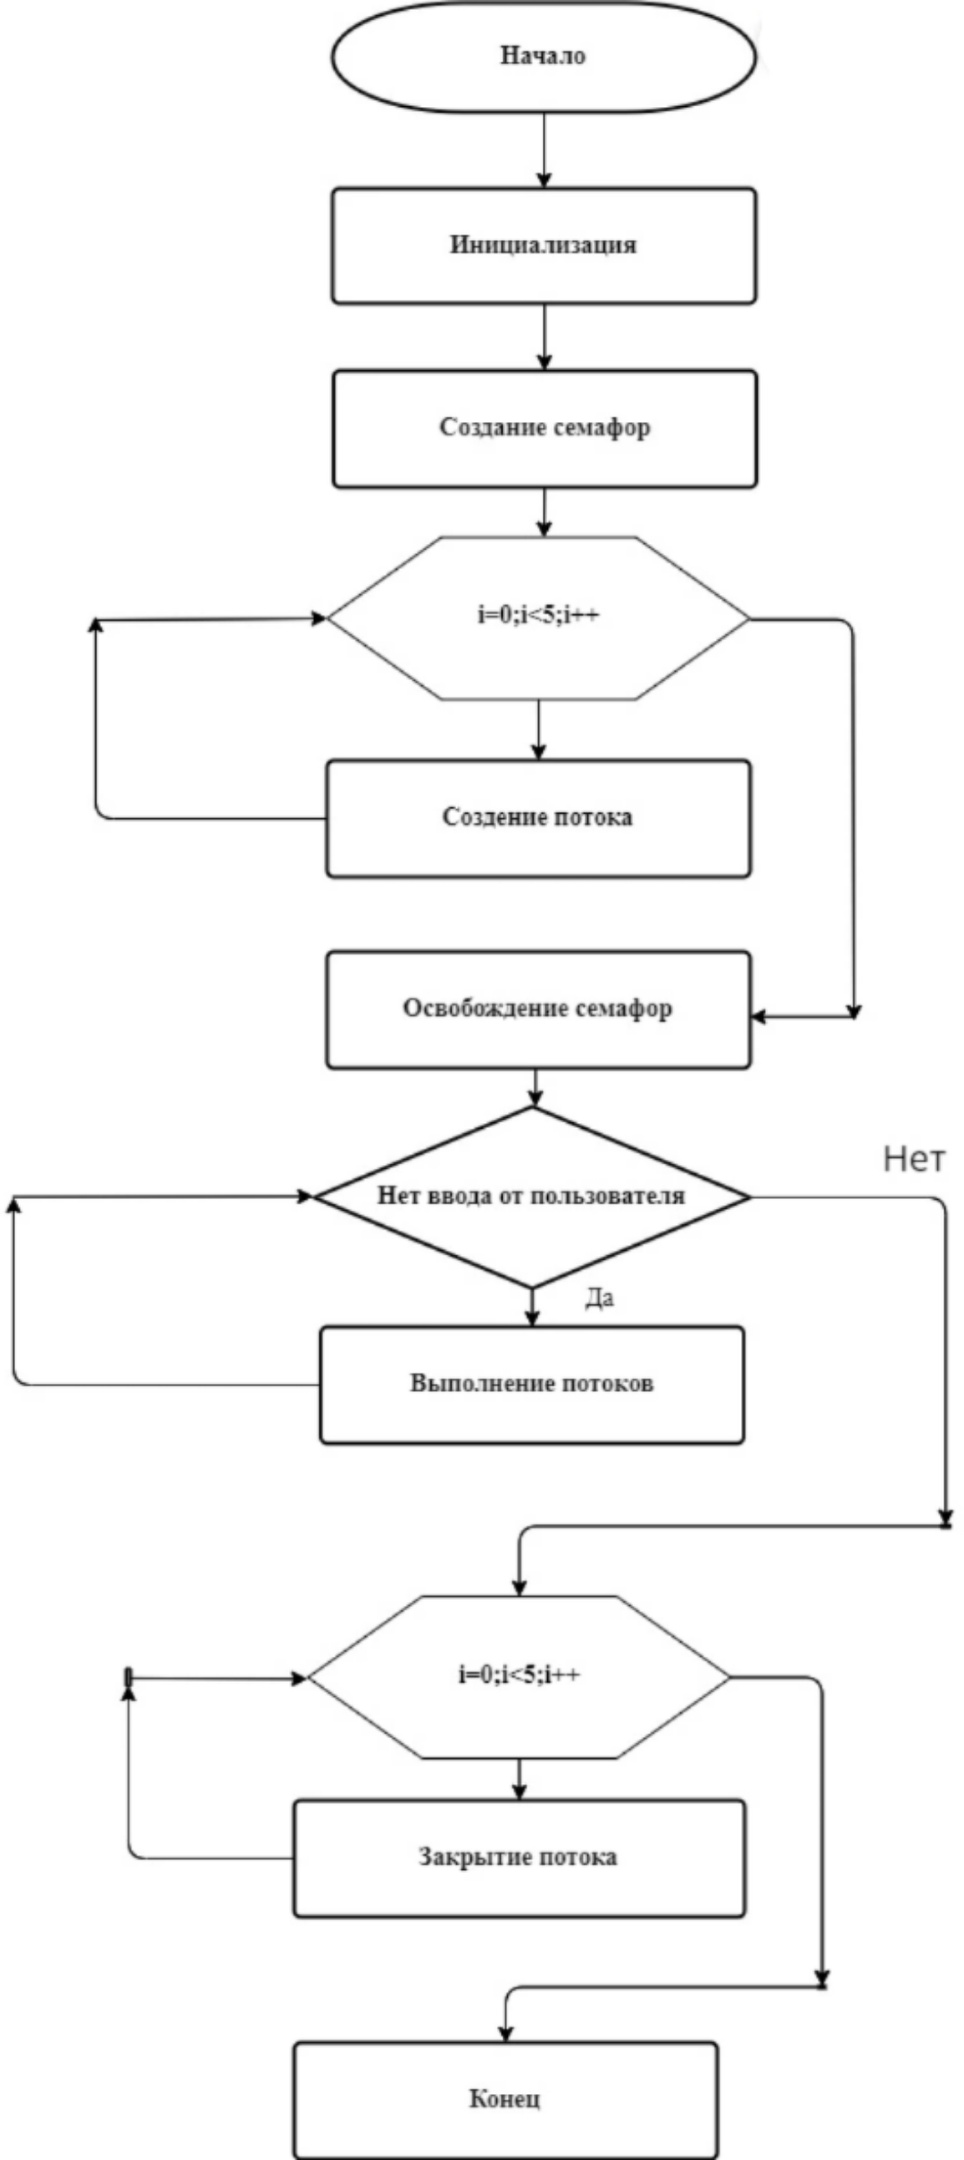 Начало
Инициализация
Создание семафор
i=0;i<5;i++
Создение потока
Освобождение семафор
Нет
Нет ввода от пользователя
Да
Выполнение потоков
i=0;i<5;i++
Закрытие потока
Конец